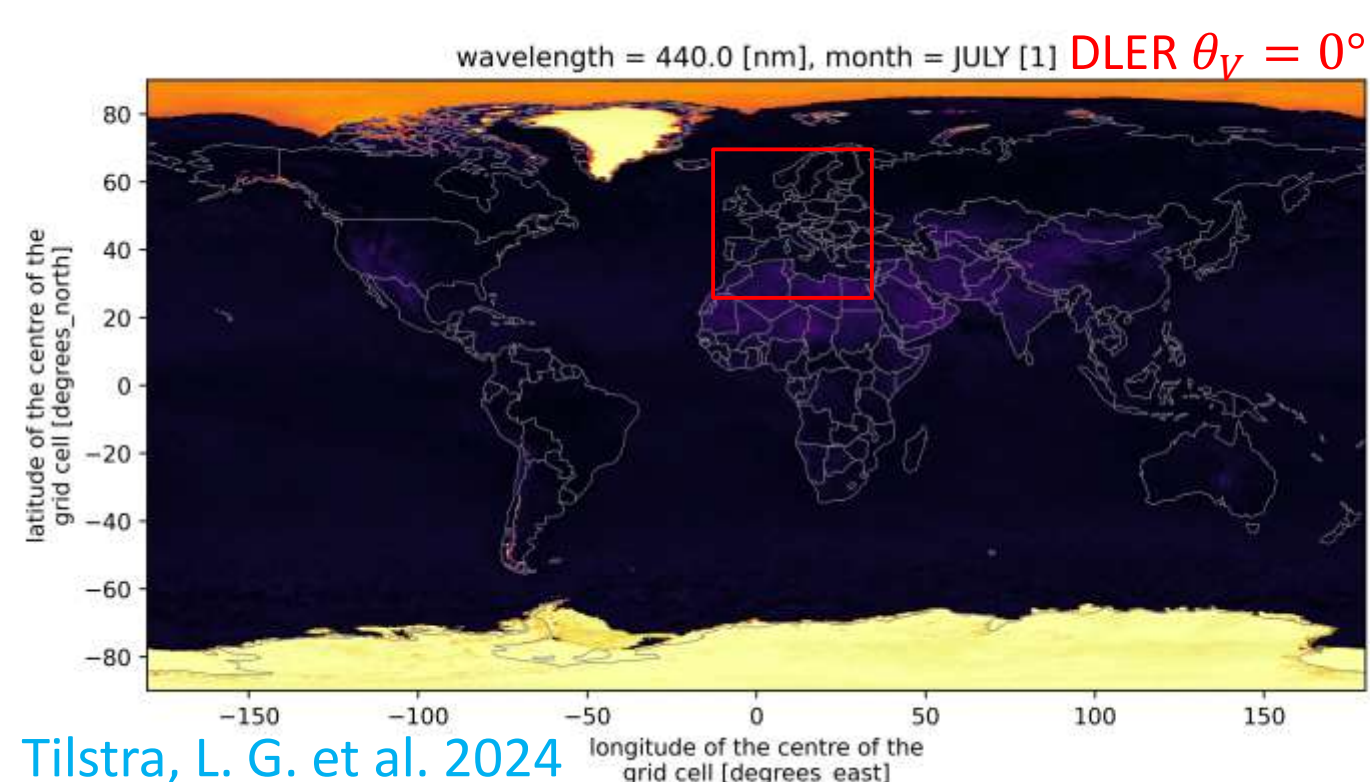 wavelength = 440.0 [nm], month = JULY [1] DLER θ_V = 0°
latitude of the centre of the
grid cell [degrees_north]
80
60
40
20
0
−20
−40
−60
−80
−150 −100 −50 0 50 100 150
longitude of the centre of the
grid cell [degrees_east]
Tilstra, L. G. et al. 2024